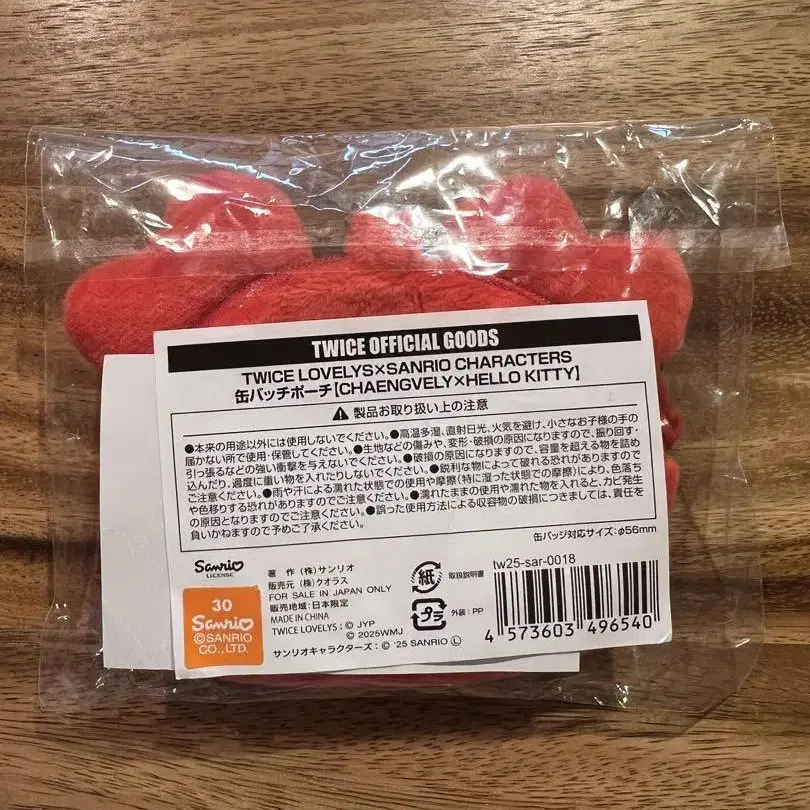 TWICE OFFICIAL GOODS
TWICE LOVELYS×SANRIO CHARACTERS
缶バッチポーチ【CHAENGVELY×HELLO KITTY】
⚠ 製品お取り扱い上の注意
●本来の用途以外には使用しないでください。●高温多湿、直射日光、火気を避け、小さなお子様の手の
届かない所で使用・保管してください。●生地などの傷みや、変形・破損の原因になりますので、振り回す・
引っ張るなどの強い衝撃を与えないでください。●破損の原因になりますので、容量を超える物を詰め
込んだり、過度に重い物を入れたりしないでください。●鋭利な物によって破れる恐れがありますので
ご注意ください。●雨や汗による濡れた状態での使用や摩擦(特に湿った状態での摩擦)により、色落ち
や色移りする恐れがありますのでご注意ください。●濡れたままの使用や濡れた物を入れると、カビ発生
の原因となりますのでご注意ください。●誤った使用方法による収容物の破損につきましては、責任を
負いかねますので予めご了承ください。
缶バッジ対応サイズ:φ56mm
Sanrio
LICENSE
著 作 (株)サンリオ
販売元 (株)クオラス
FOR SALE IN JAPAN ONLY
販売地域:日本限定
MADE IN CHINA
TWICE LOVELYS:© JYP
© 2025WMJ
サンリオキャラクターズ:© '25 SANRIO Ⓛ
30
Sanrio
©SANRIO
CO., LTD.
紙
取扱説明書
プラ
外装:PP
tw25-sar-0018
4 573603 496540